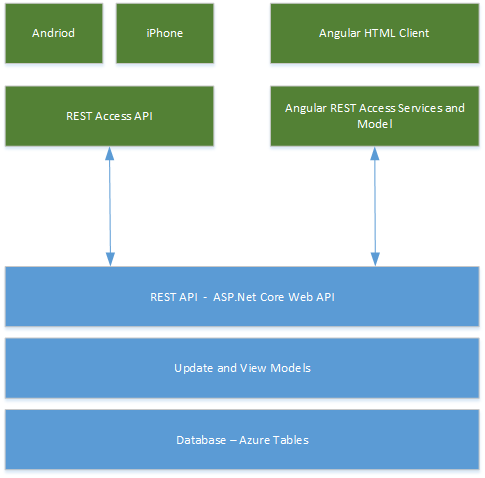 Andriod
iPhone
Angular HTML Client
REST Access API
Angular REST Access Services and
Model
REST API - ASP.Net Core Web API
Update and View Models
Database – Azure Tables